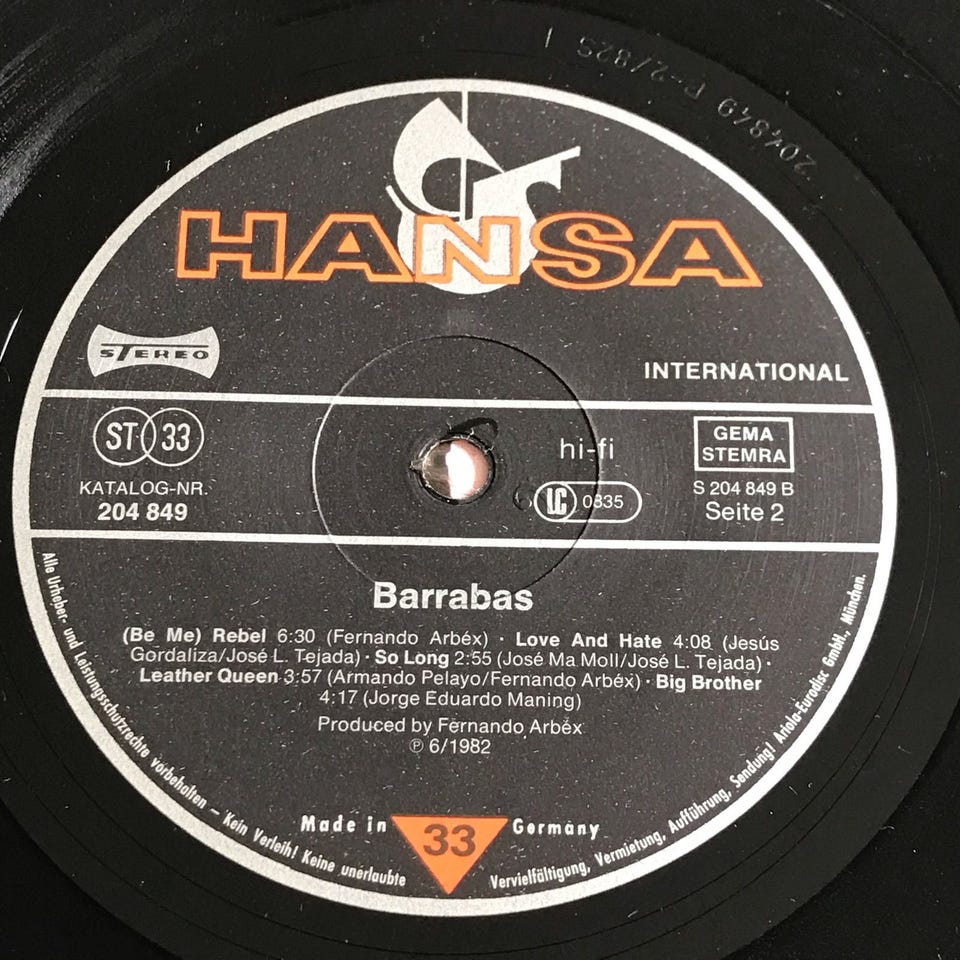 204849 B-2/82S
I
HANSA
STEREO
INTERNATIONAL
ST 33
KATALOG-NR.
204 849
hi-fi
LC 0835
GEMA
STEMRA
S 204 849 B
Seite 2
Barrabas
(Be Me) Rebel 6:30 (Fernando Arbéx) · Love And Hate 4:08 (Jesús
Gordaliza/José L. Tejada) · So Long 2:55 (José Ma Moll/José L. Tejada) ·
Leather Queen 3:57 (Armando Pelayo/Fernando Arbéx) · Big Brother
4:17 (Jorge Eduardo Maning)
Produced by Fernando Arbéx
℗ 6/1982
Made in 33 Germany
Alle Urheber- und Leistungsschutzrechte vorbehalten – Kein Verleih! Keine unerlaubte Vervielfältigung, Vermietung, Aufführung, Sendung! Ariola-Eurodisc GmbH., München.